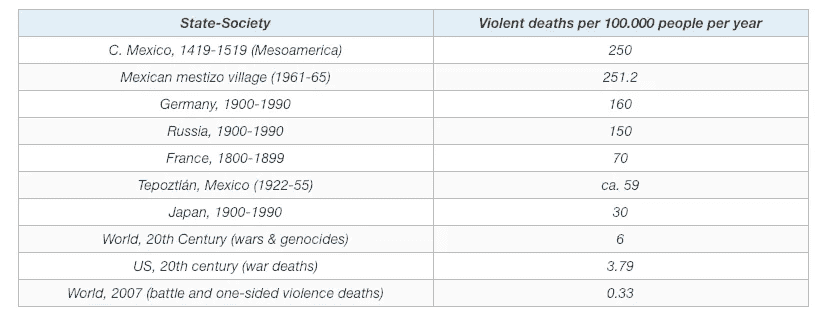 State-Society Violent deaths per 100.000 people per year
C. Mexico, 1419-1519 (Mesoamerica) 250
Mexican mestizo village (1961-65) 251.2
Germany, 1900-1990 160
Russia, 1900-1990 150
France, 1800-1899 70
Tepoztlán, Mexico (1922-55) ca. 59
Japan, 1900-1990 30
World, 20th Century (wars & genocides) 6
US, 20th century (war deaths) 3.79
World, 2007 (battle and one-sided violence deaths) 0.33